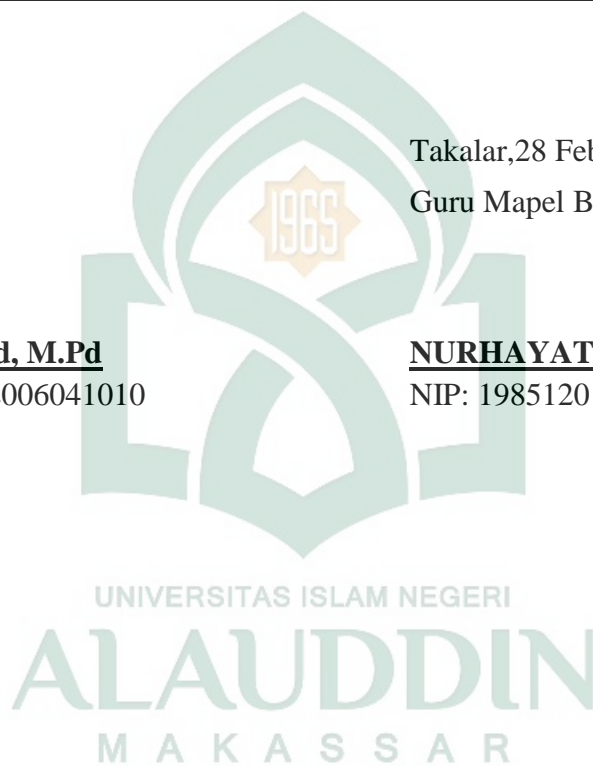 Takalar,28 Feb
Guru Mapel B
1965
d, M.Pd
NURHAYAT
006041010
NIP: 1985120
UNIVERSITAS ISLAM NEGERI
ALAUDDIN
MAKASSAR